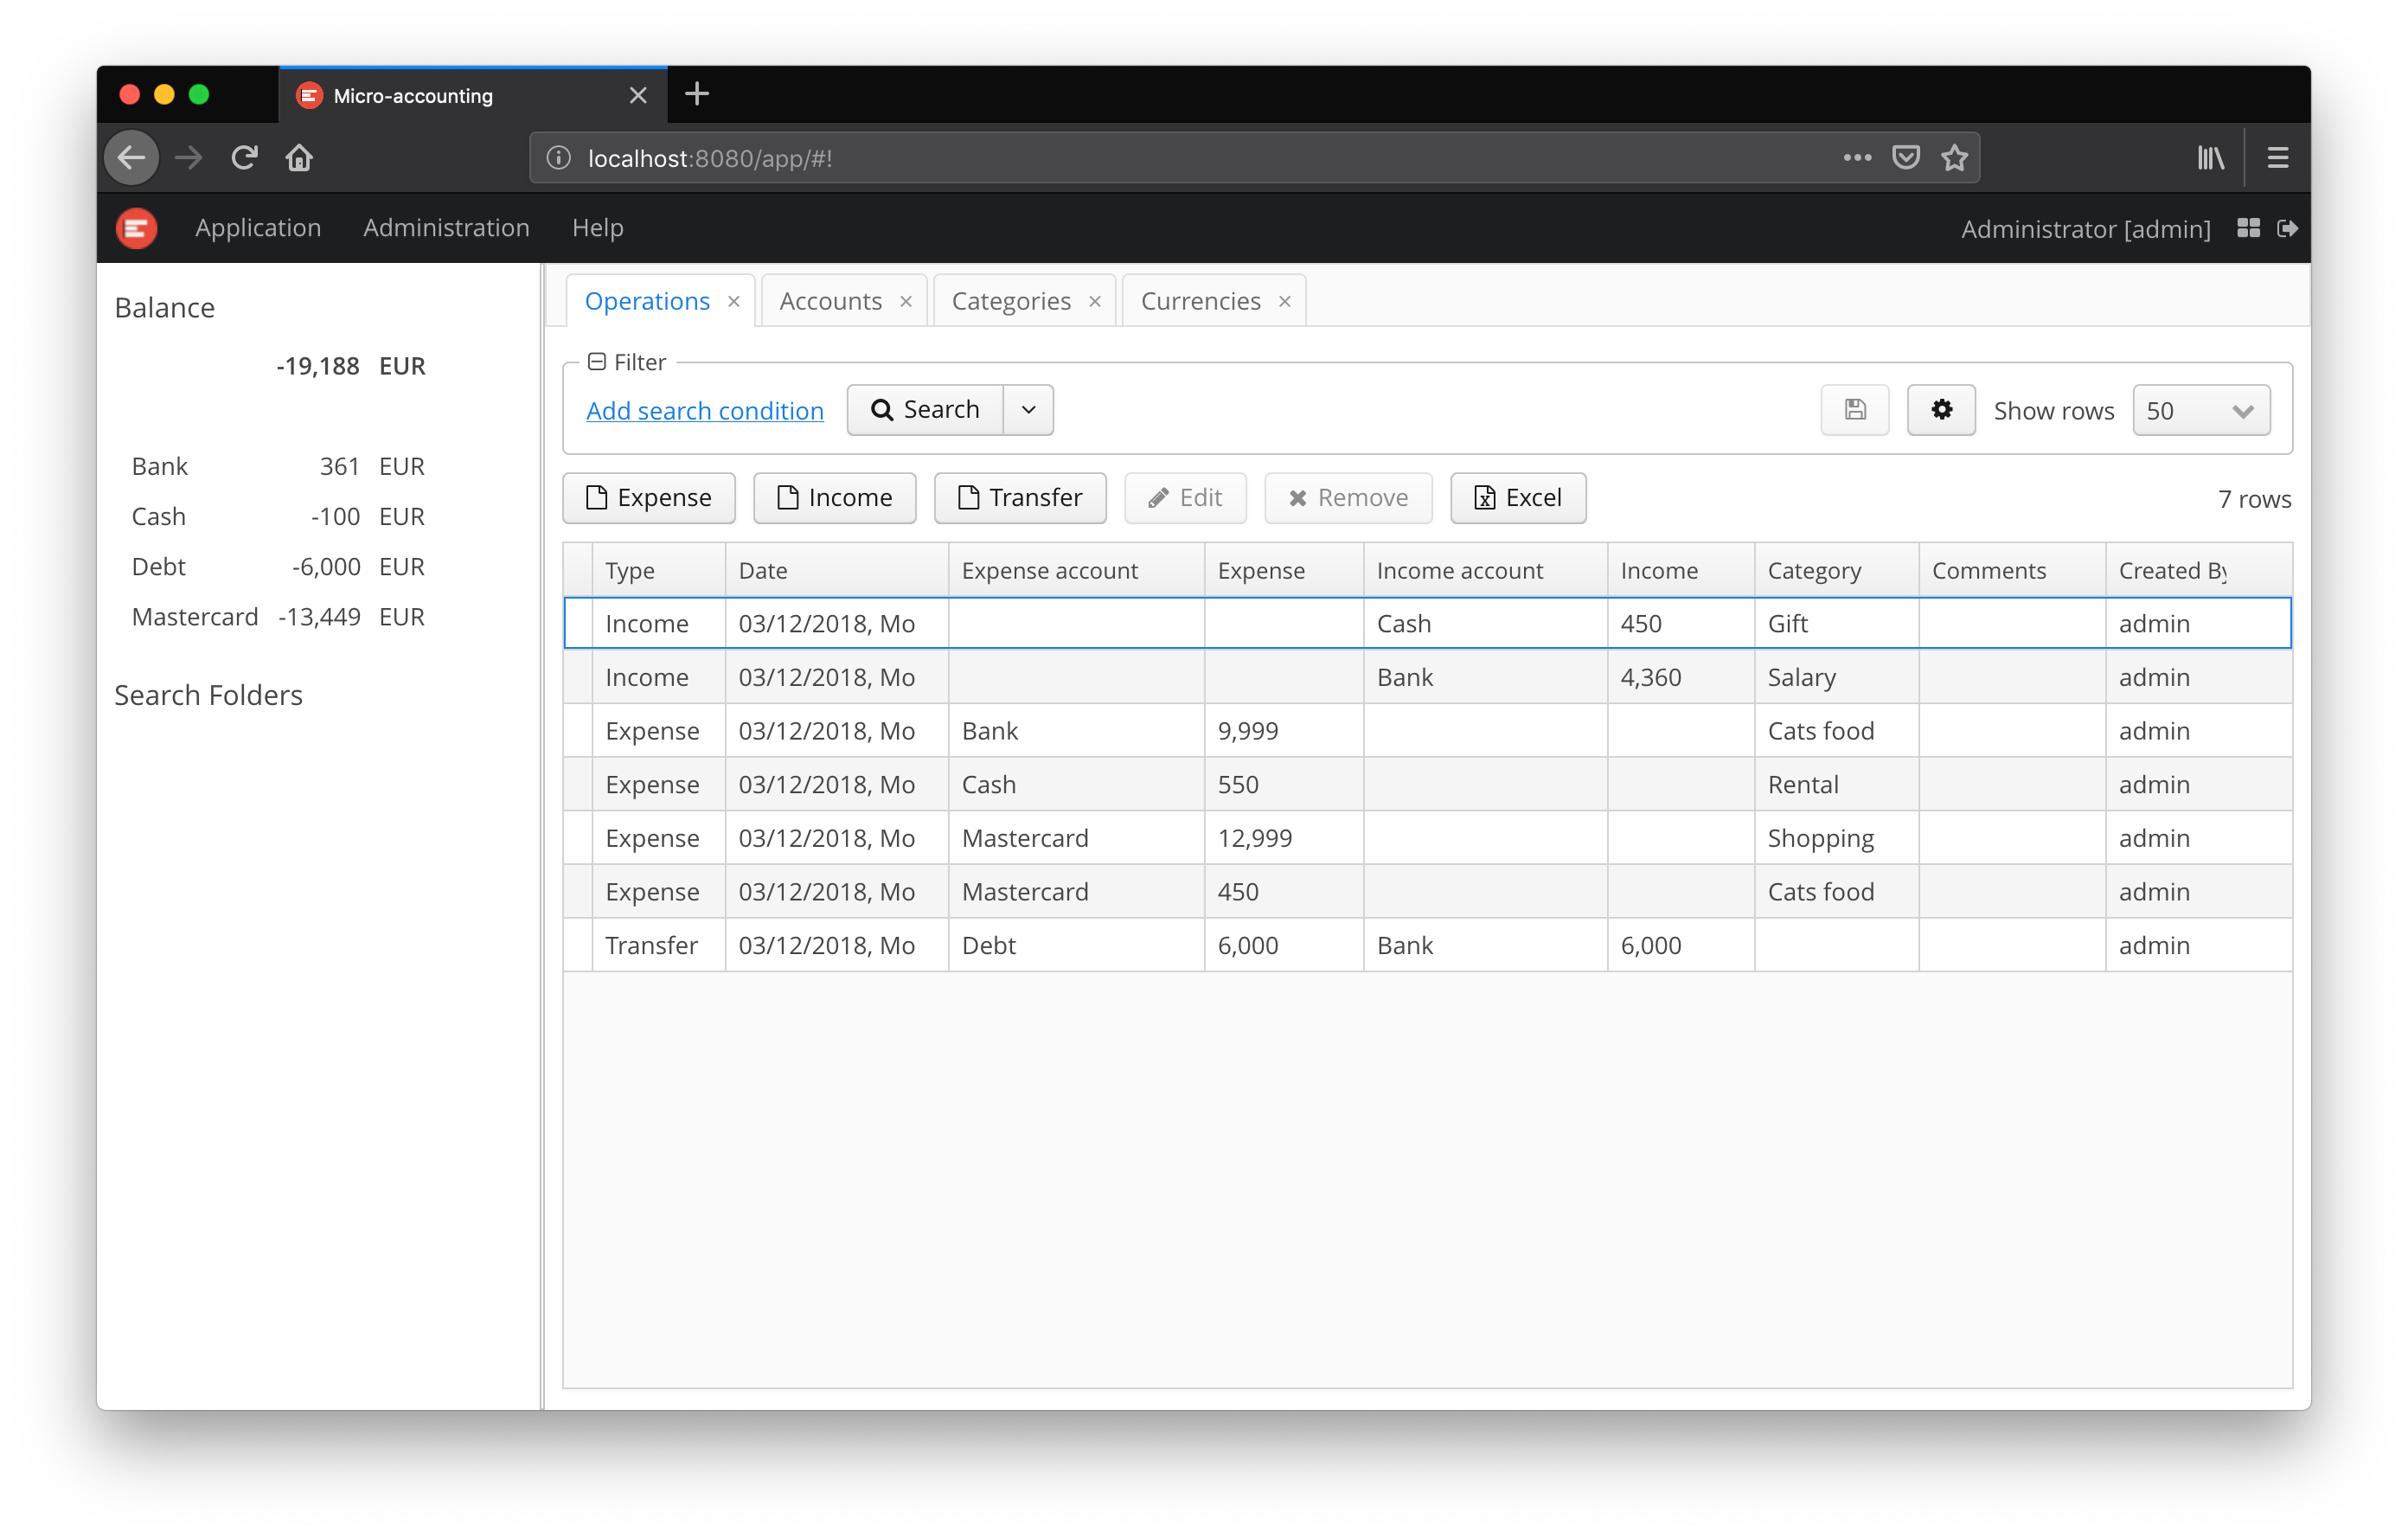 Micro-accounting
localhost:8080/app/#!
Application Administration Help Administrator [admin]
Balance
-19,188 EUR
Bank 361 EUR
Cash -100 EUR
Debt -6,000 EUR
Mastercard -13,449 EUR
Search Folders
Operations Accounts Categories Currencies
Filter
Add search condition Search Show rows 50
Expense Income Transfer Edit Remove Excel 7 rows
Type Date Expense account Expense Income account Income Category Comments Created By
Income 03/12/2018, Mo Cash 450 Gift admin
Income 03/12/2018, Mo Bank 4,360 Salary admin
Expense 03/12/2018, Mo Bank 9,999 Cats food admin
Expense 03/12/2018, Mo Cash 550 Rental admin
Expense 03/12/2018, Mo Mastercard 12,999 Shopping admin
Expense 03/12/2018, Mo Mastercard 450 Cats food admin
Transfer 03/12/2018, Mo Debt 6,000 Bank 6,000 admin